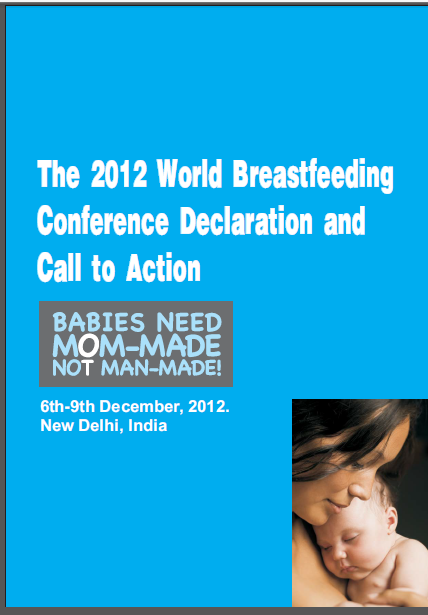 The 2012 World Breastfeeding
Conference Declaration and
Call to Action
BABIES NEED
MOM-MADE
NOT MAN-MADE!
6th-9th December, 2012.
New Delhi, India